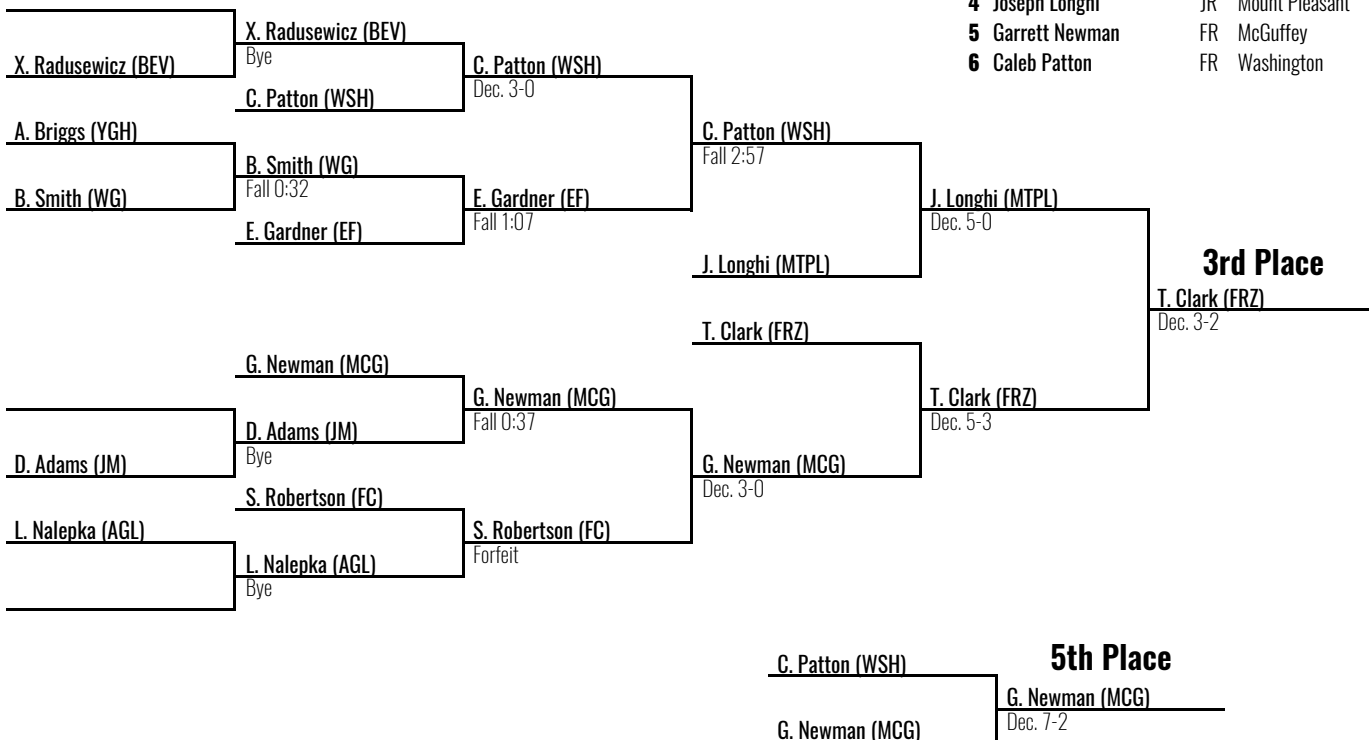 4 Joseph Longhi JR Mount Pleasant
5 Garrett Newman FR McGuffey
6 Caleb Patton FR Washington
X. Radusewicz (BEV)
X. Radusewicz (BEV)
Bye
C. Patton (WSH)
C. Patton (WSH)
Dec. 3-0
A. Briggs (YGH)
B. Smith (WG)
B. Smith (WG)
Fall 0:32
E. Gardner (EF)
E. Gardner (EF)
Fall 1:07
C. Patton (WSH)
Fall 2:57
J. Longhi (MTPL)
J. Longhi (MTPL)
Dec. 5-0
3rd Place
T. Clark (FRZ)
Dec. 3-2
T. Clark (FRZ)
T. Clark (FRZ)
Dec. 5-3
G. Newman (MCG)
G. Newman (MCG)
Fall 0:37
D. Adams (JM)
D. Adams (JM)
Bye
G. Newman (MCG)
Dec. 3-0
S. Robertson (FC)
S. Robertson (FC)
Forfeit
L. Nalepka (AGL)
L. Nalepka (AGL)
Bye
5th Place
C. Patton (WSH)
G. Newman (MCG)
Dec. 7-2
G. Newman (MCG)